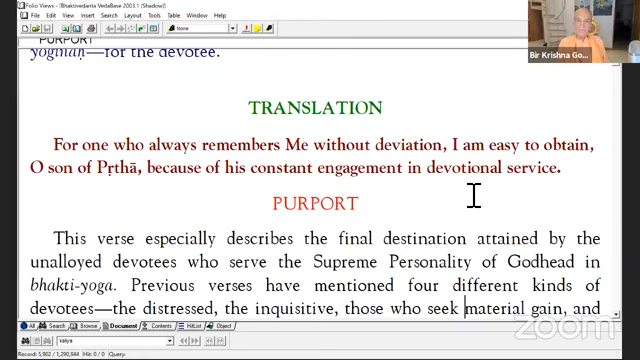 Folio Views - [Bhaktivedanta VedaBase 2003.1 (Shadow)]
File Edit View Insert Search Layout Tools Window Help
None
PURPORT
yoginaḥ—for the devotee.
TRANSLATION
For one who always remembers Me without deviation, I am easy to obtain,
O son of Pṛthā, because of his constant engagement in devotional service.
PURPORT
This verse especially describes the final destination attained by the
unalloyed devotees who serve the Supreme Personality of Godhead in
bhakti-yoga. Previous verses have mentioned four different kinds of
devotees—the distressed, the inquisitive, those who seek material gain, and
All Search Browse Document Contents Hit List Object
kaliya
Query:
Record: 5,902 / 1,290,944 Hit: 0 / 0
Bir Krishna Go...
zoom